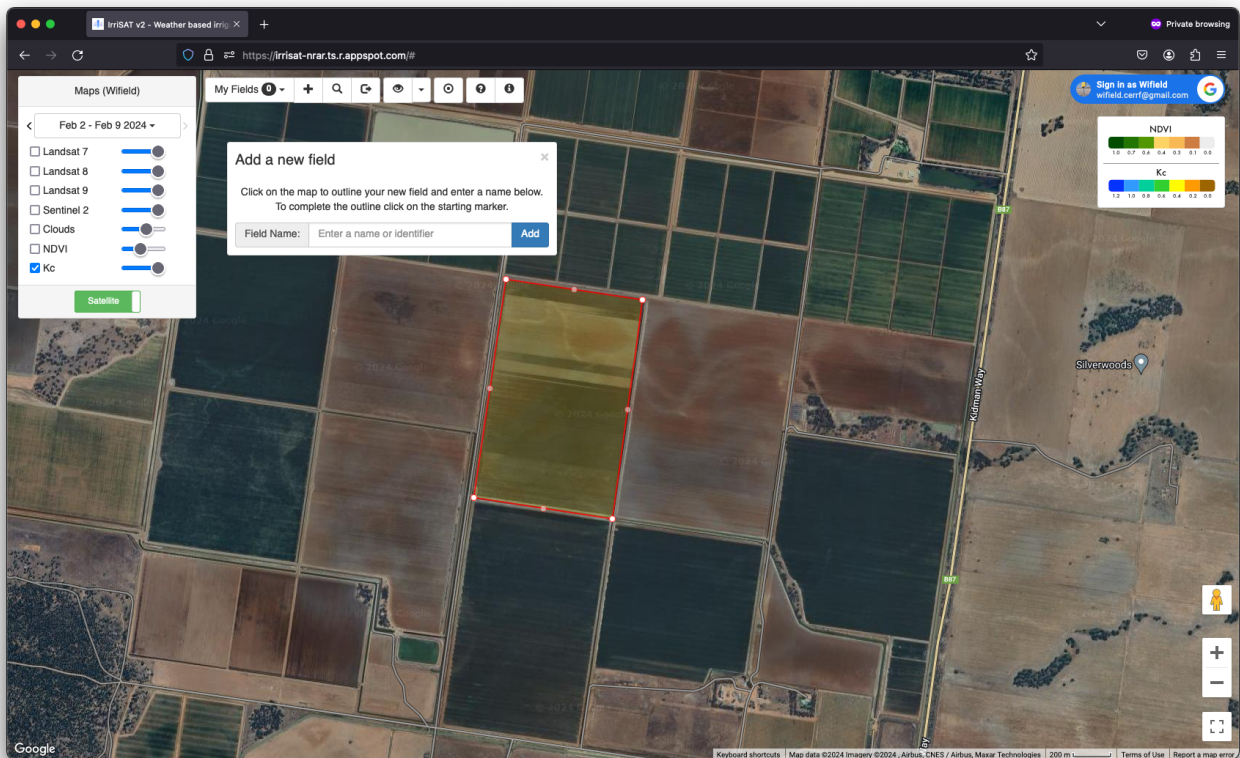 IrriSAT v2 - Weather based irrig
Private browsing
https://irrisat-nrar.ts.r.appspot.com/#
Maps (Wifield)
Feb 2 - Feb 9 2024
Landsat 7
Landsat 8
Landsat 9
Sentinel 2
Clouds
NDVI
Kc
Satellite
My Fields 0
Add a new field
Click on the map to outline your new field and enter a name below.
To complete the outline click on the starting marker.
Field Name: Enter a name or identifier Add
Sign in as Wifield
wifield.cerrf@gmail.com
NDVI
1.0 0.7 0.6 0.4 0.3 0.1 0.0
Kc
1.2 1.0 0.8 0.6 0.4 0.2 0.0
B87
Silverwoods
Kidman Way
B87
Way
© 2024 Google
Google
Keyboard shortcuts Map data ©2024 Imagery ©2024 , Airbus, CNES / Airbus, Maxar Technologies 200 m Terms of Use Report a map error